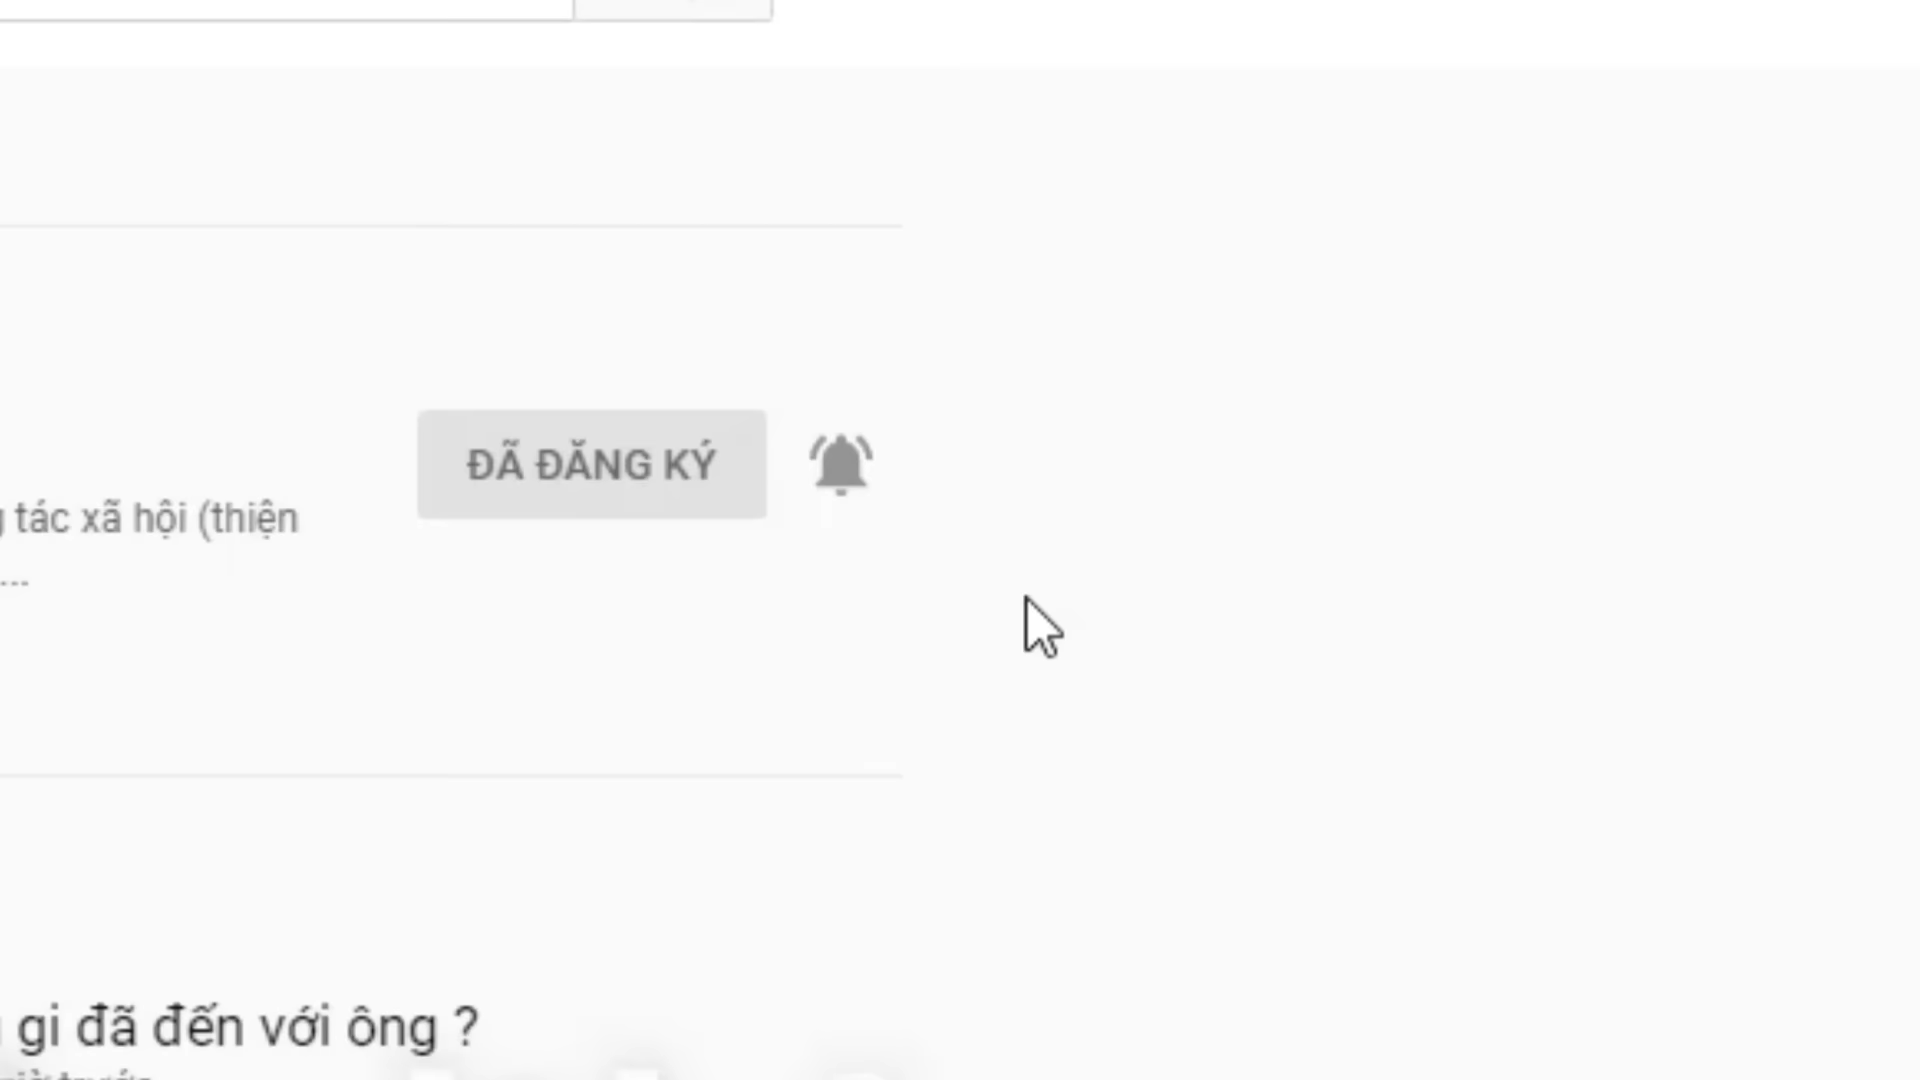 ĐÃ ĐĂNG KÝ
tác xã hội (thiện
...
gi đã đến với ông ?